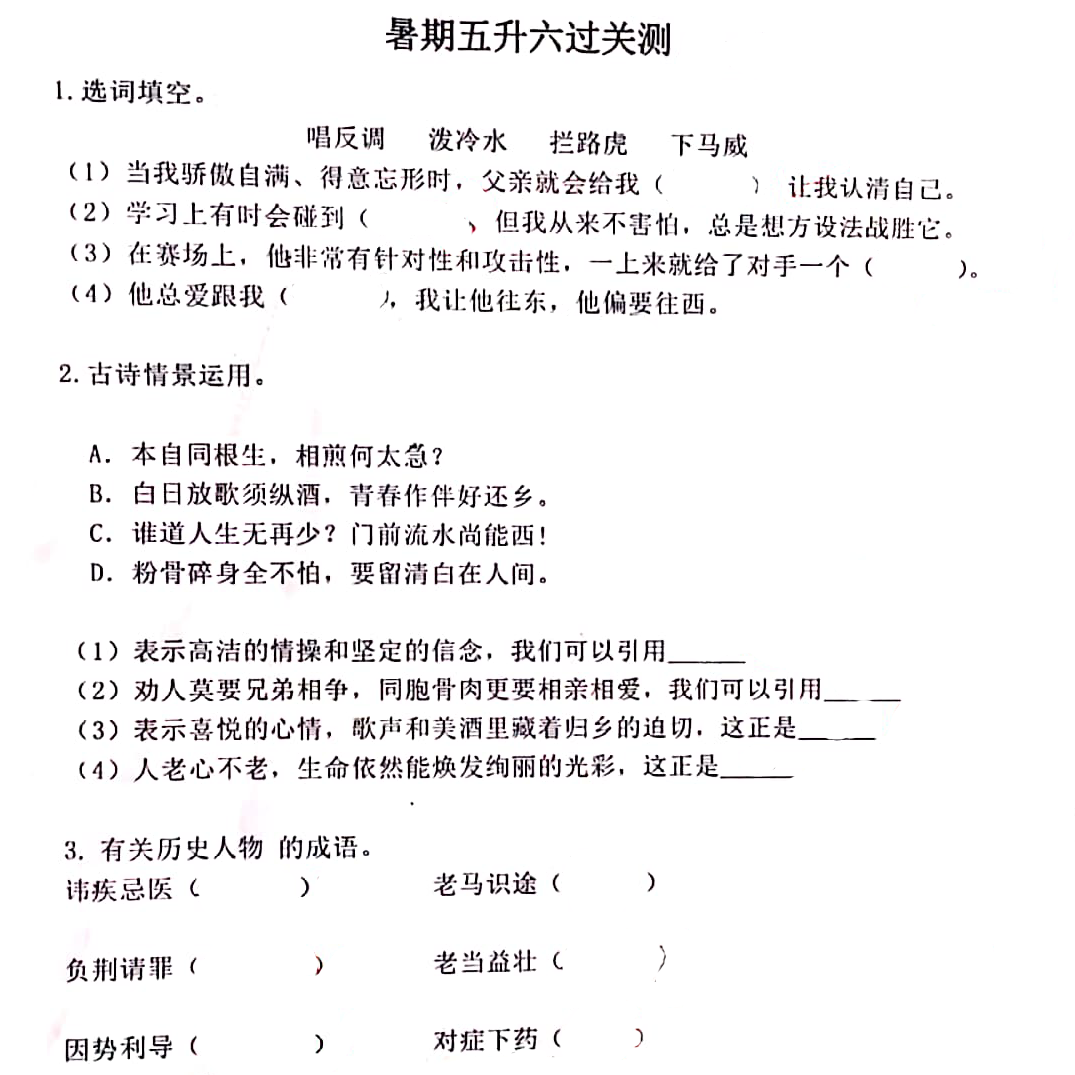 暑期五升六过关测
1.选词填空。
唱反调 泼冷水 拦路虎 下马威
（1）当我骄傲自满、得意忘形时，父亲就会给我（ ） 让我认清自己。
（2）学习上有时会碰到（ 、但我从来不害怕，总是想方设法战胜它。
（3）在赛场上，他非常有针对性和攻击性，一上来就给了对手一个（ ）。
（4）他总爱跟我（ ），我让他往东，他偏要往西。
2.古诗情景运用。
A. 本自同根生，相煎何太急？
B. 白日放歌须纵酒，青春作伴好还乡。
C. 谁道人生无再少？门前流水尚能西！
D. 粉骨碎身全不怕，要留清白在人间。
（1）表示高洁的情操和坚定的信念，我们可以引用______
（2）劝人莫要兄弟相争，同胞骨肉更要相亲相爱，我们可以引用______
（3）表示喜悦的心情，歌声和美酒里藏着归乡的迫切，这正是______
（4）人老心不老，生命依然能焕发绚丽的光彩，这正是______
3. 有关历史人物 的成语。
讳疾忌医（ ） 老马识途（ ）
负荆请罪（ ） 老当益壮（ ）
因势利导（ ） 对症下药（ ）